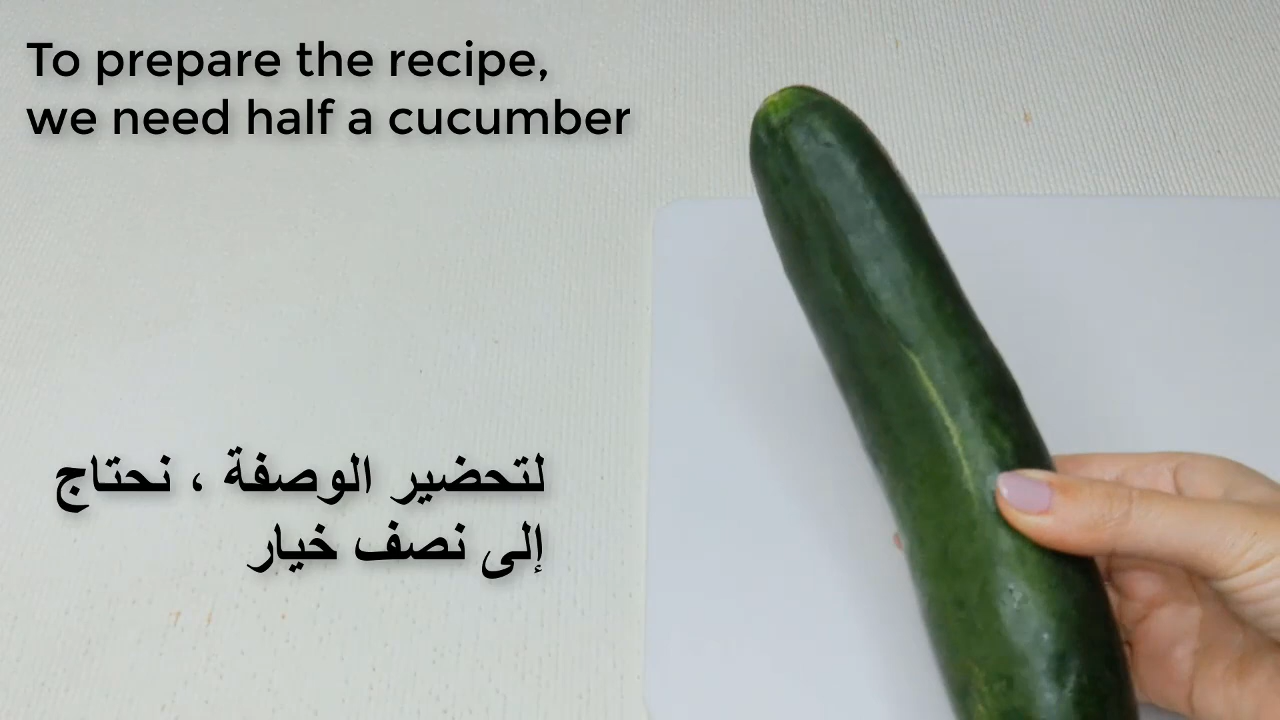 To prepare the recipe,
we need half a cucumber
لتحضير الوصفة ، نحتاج
إلى نصف خيار